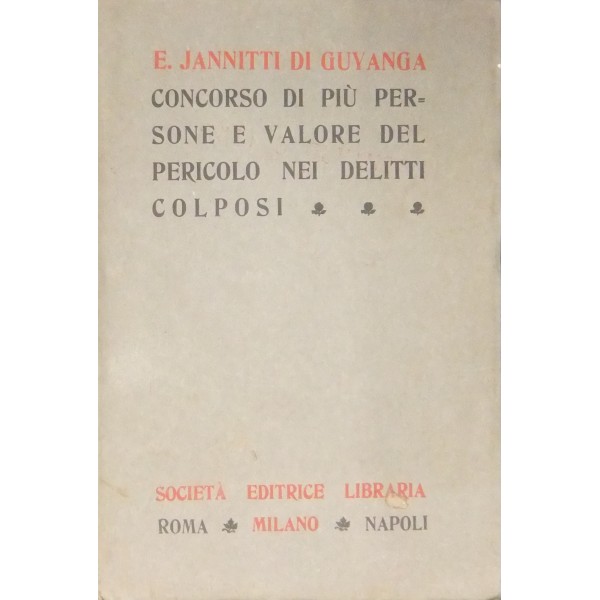 E. JANNITTI DI GUYANGA
CONCORSO DI PIÙ PER=
SONE E VALORE DEL
PERICOLO NEI DELITTI
COLPOSI
SOCIETÀ EDITRICE LIBRARIA
ROMA MILANO NAPOLI